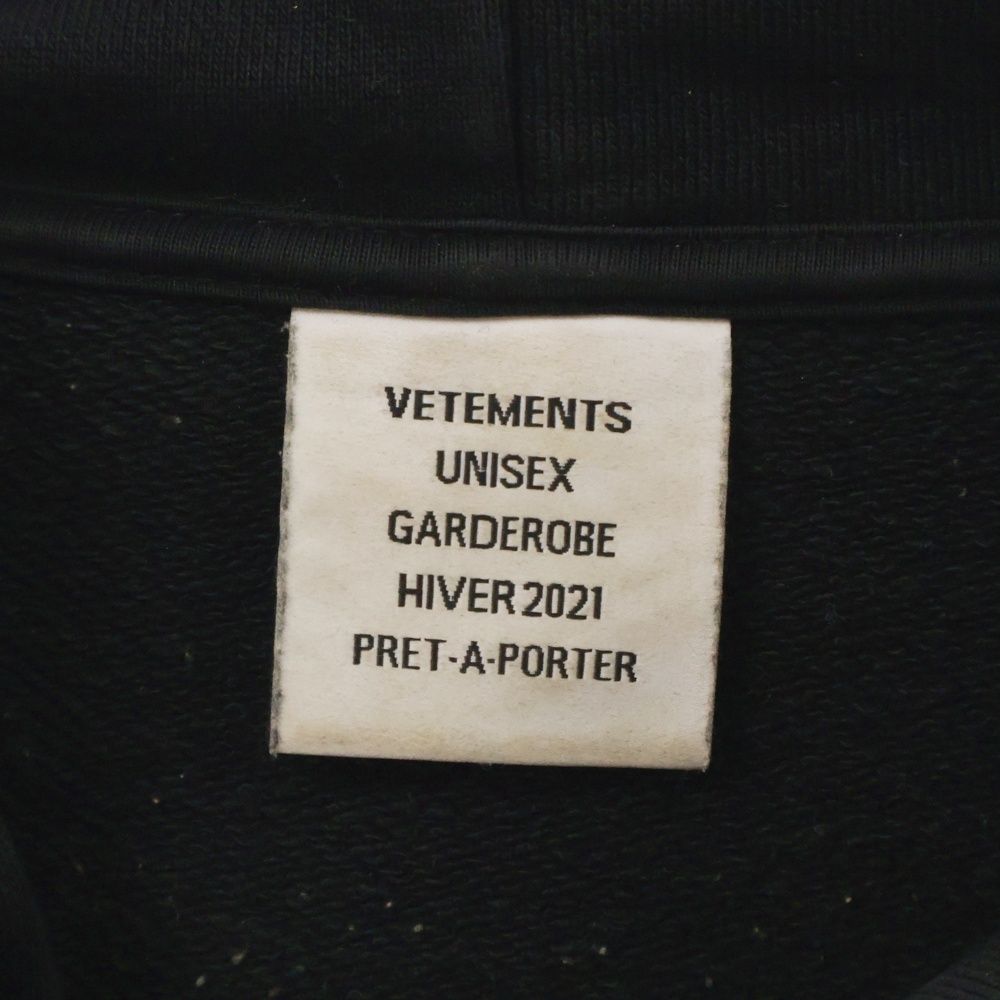 VETEMENTS
UNISEX
GARDEROBE
HIVER 2021
PRET-A-PORTER